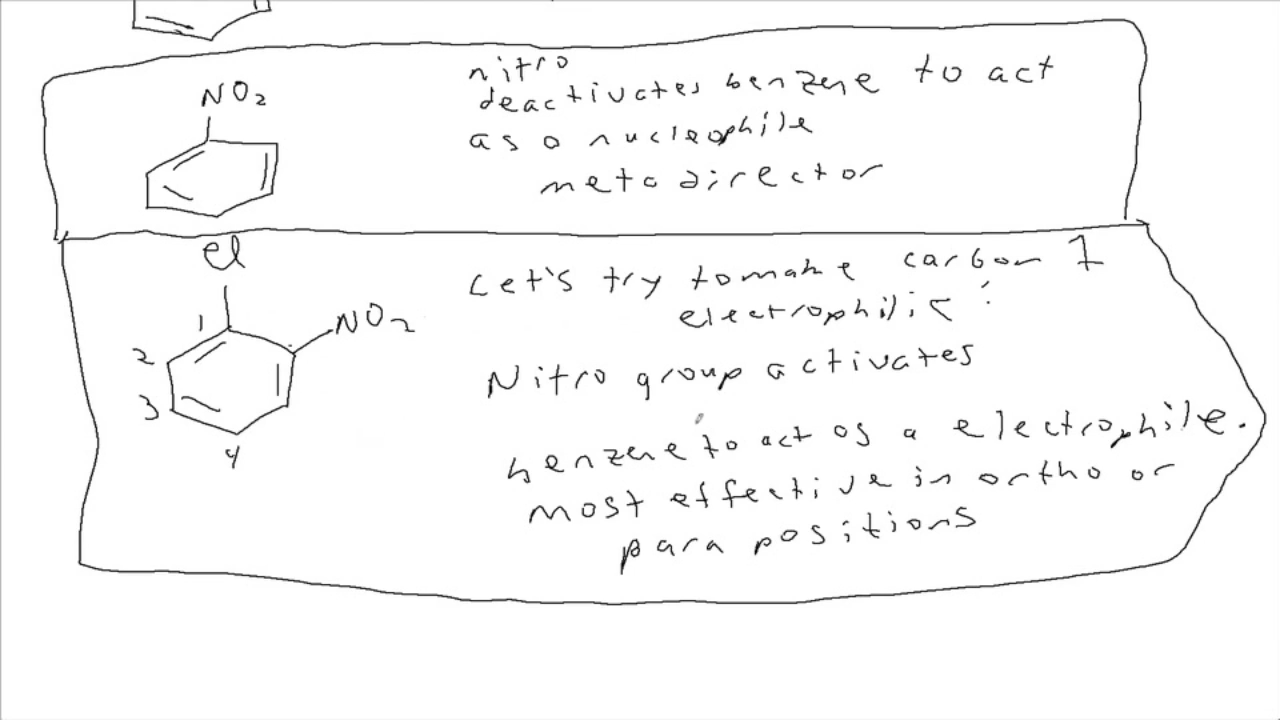 NO2
nitro
deactivates benzene to act
as a nucleophile
meta director
Cl
1
2
3
4
NO2
Let's try to make carbon 1
electrophilic!
Nitro group activates
benzene to act as a electrophile.
most effective in ortho or
para positions